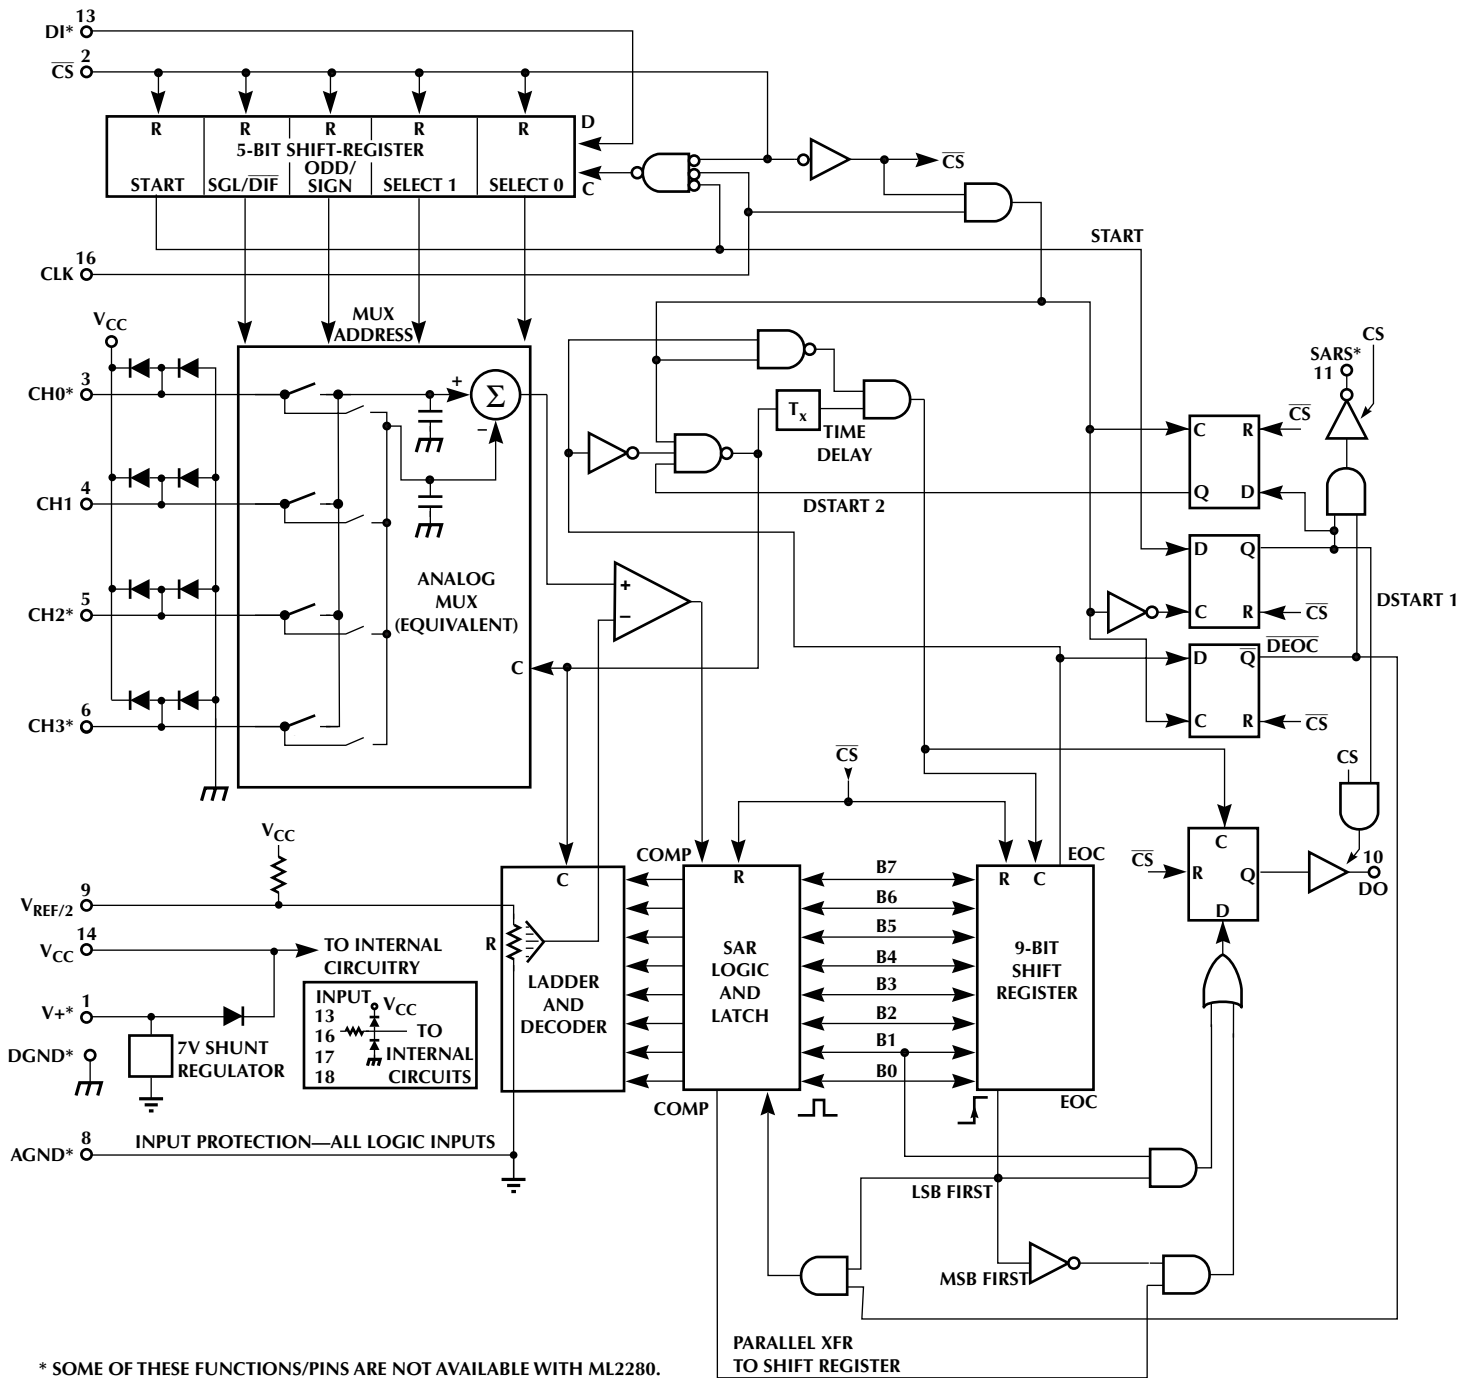 13
DI*
2
CS
R R R R R D
5-BIT SHIFT-REGISTER
START SGL/DIF ODD/ SIGN SELECT 1 SELECT 0 C
CS
START
16
CLK
MUX
ADDRESS
VCC
3
CH0*
+
Σ
−
4
CH1
5
CH2*
6
CH3*
ANALOG
MUX
(EQUIVALENT)
C
+
−
Tx
TIME
DELAY
DSTART 2
SARS*
11
CS
C R CS
Q D
D Q
C R CS
DSTART 1
DEOC
D Q
C R CS
CS
CS
C
R Q
D
10
DO
CS
VCC
9
VREF/2
14
VCC
TO INTERNAL
CIRCUITRY
1
V+*
7V SHUNT
REGULATOR
DGND*
INPUT
13
16
17
18
VCC
TO
INTERNAL
CIRCUITS
8
AGND*
INPUT PROTECTION—ALL LOGIC INPUTS
C
R
LADDER
AND
DECODER
COMP
R
SAR
LOGIC
AND
LATCH
COMP
B7
B6
B5
B4
B3
B2
B1
B0
EOC
R C
9-BIT
SHIFT
REGISTER
EOC
LSB FIRST
MSB FIRST
PARALLEL XFR
TO SHIFT REGISTER
* SOME OF THESE FUNCTIONS/PINS ARE NOT AVAILABLE WITH ML2280.